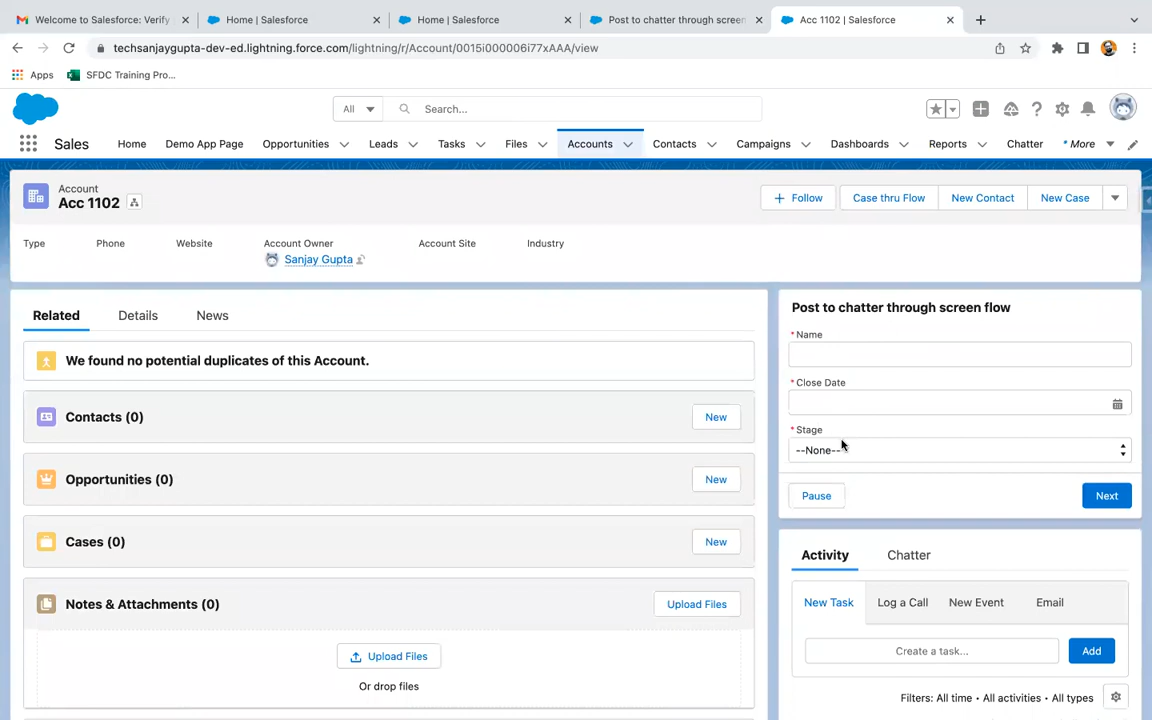 Welcome to Salesforce: Verify
Home | Salesforce
Home | Salesforce
Post to chatter through screen
Acc 1102 | Salesforce
techsanjaygupta-dev-ed.lightning.force.com/lightning/r/Account/0015i000006i77xAAA/view
Apps
SFDC Training Pro...
All
Search...
Sales
Home
Demo App Page
Opportunities
Leads
Tasks
Files
Accounts
Contacts
Campaigns
Dashboards
Reports
Chatter
* More
Account
Acc 1102
+ Follow
Case thru Flow
New Contact
New Case
Type
Phone
Website
Account Owner
Account Site
Industry
Sanjay Gupta
Related
Details
News
We found no potential duplicates of this Account.
Contacts (0)
New
Opportunities (0)
New
Cases (0)
New
Notes & Attachments (0)
Upload Files
Upload Files
Or drop files
Post to chatter through screen flow
* Name
* Close Date
* Stage
--None--
Pause
Next
Activity
Chatter
New Task
Log a Call
New Event
Email
Create a task...
Add
Filters: All time • All activities • All types